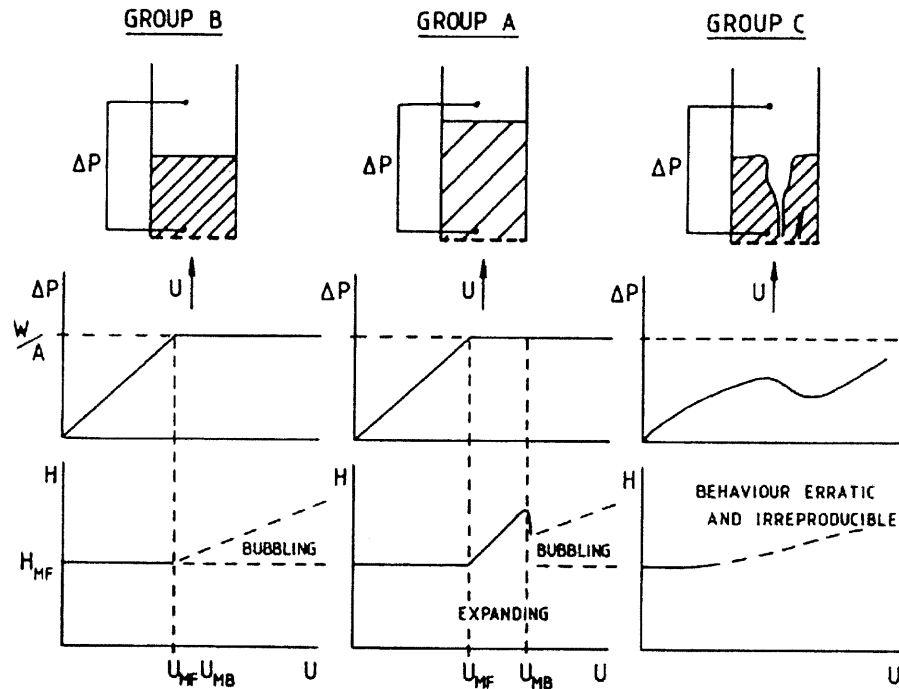 GROUP B
GROUP A
GROUP C
ΔP
ΔP
ΔP
U
U
U
ΔP
ΔP
ΔP
W/A
H
H
H
BEHAVIOUR ERRATIC
AND IRREPRODUCIBLE
H_MF
BUBBLING
BUBBLING
EXPANDING
U_MF U_MB
U
U_MF
U_MB
U
U